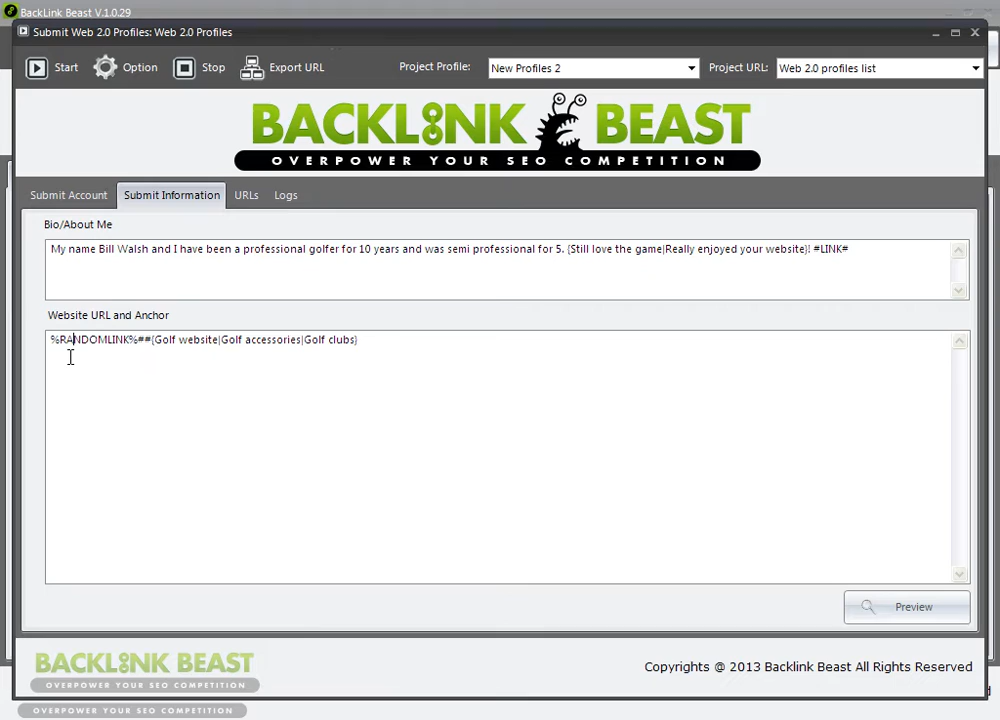 BackLink Beast V.1.0.29
Submit Web 2.0 Profiles: Web 2.0 Profiles
Start Option Stop Export URL Project Profile: New Profiles 2 Project URL: Web 2.0 profiles list
BACKLINK BEAST
OVERPOWER YOUR SEO COMPETITION
Submit Account Submit Information URLs Logs
Bio/About Me
My name Bill Walsh and I have been a professional golfer for 10 years and was semi professional for 5. {Still love the game|Really enjoyed your website}! #LINK#
Website URL and Anchor
%RANDOMLINK%##{Golf website|Golf accessories|Golf clubs}
Preview
BACKLINK BEAST
OVERPOWER YOUR SEO COMPETITION
Copyrights @ 2013 Backlink Beast All Rights Reserved
OVERPOWER YOUR SEO COMPETITION